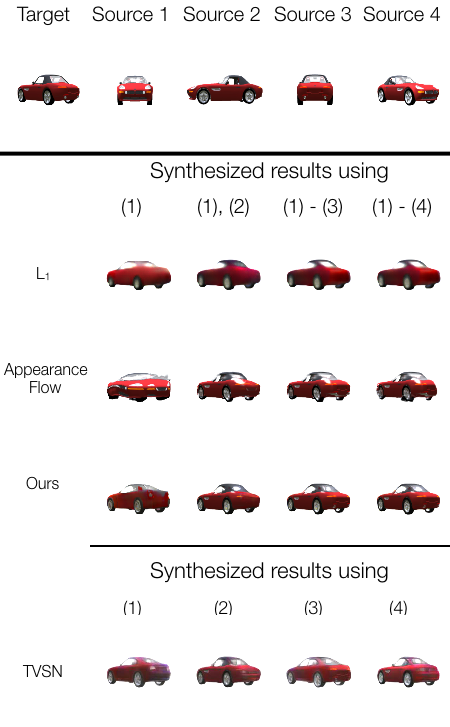 Target Source 1 Source 2 Source 3 Source 4
Synthesized results using
(1) (1), (2) (1) - (3) (1) - (4)
L₁
Appearance
Flow
Ours
Synthesized results using
(1) (2) (3) (4)
TVSN